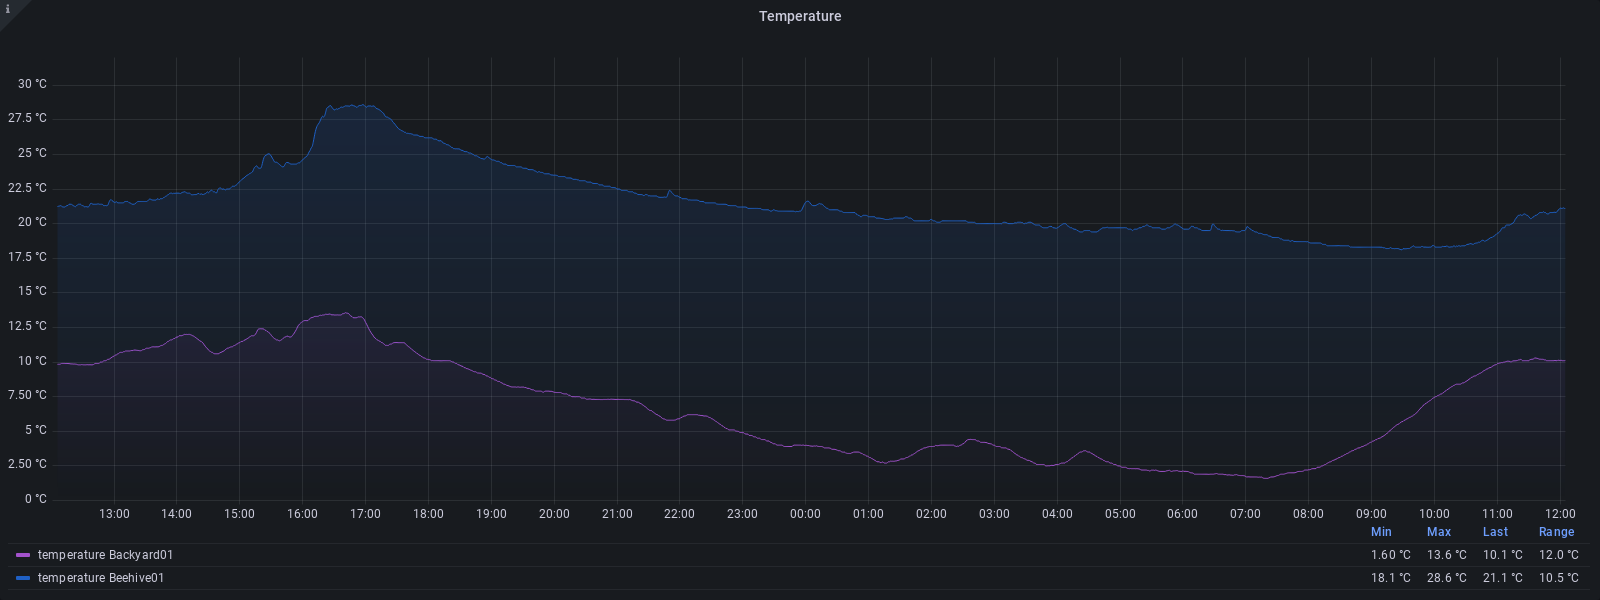 i
Temperature
30 °C
27.5 °C
25 °C
22.5 °C
20 °C
17.5 °C
15 °C
12.5 °C
10 °C
7.50 °C
5 °C
2.50 °C
0 °C
13:00 14:00 15:00 16:00 17:00 18:00 19:00 20:00 21:00 22:00 23:00 00:00 01:00 02:00 03:00 04:00 05:00 06:00 07:00 08:00 09:00 10:00 11:00 12:00
Min Max Last Range
temperature Backyard01 1.60 °C 13.6 °C 10.1 °C 12.0 °C
temperature Beehive01 18.1 °C 28.6 °C 21.1 °C 10.5 °C